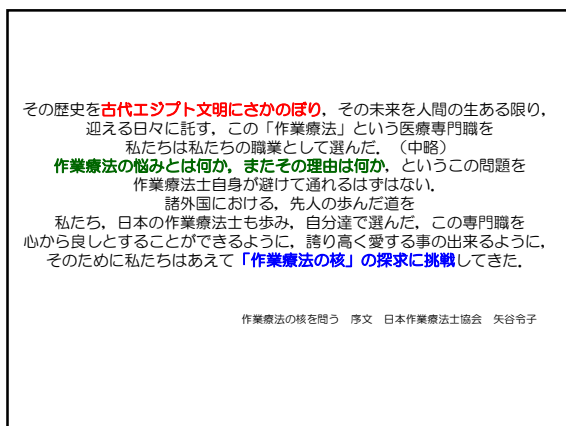 その歴史を古代エジプト文明にさかのぼり，その未来を人間の生ある限り，
迎える日々に託す，この「作業療法」という医療専門職を
私たちは私たちの職業として選んだ．（中略）
作業療法の悩みとは何か，またその理由は何か，というこの問題を
作業療法士自身が避けて通れるはずはない．
諸外国における，先人の歩んだ道を
私たち，日本の作業療法士も歩み，自分達で選んだ，この専門職を
心から良しとすることができるように，誇り高く愛する事の出来るように，
そのために私たちはあえて「作業療法の核」の探求に挑戦してきた．
作業療法の核を問う　序文　日本作業療法士協会　矢谷令子